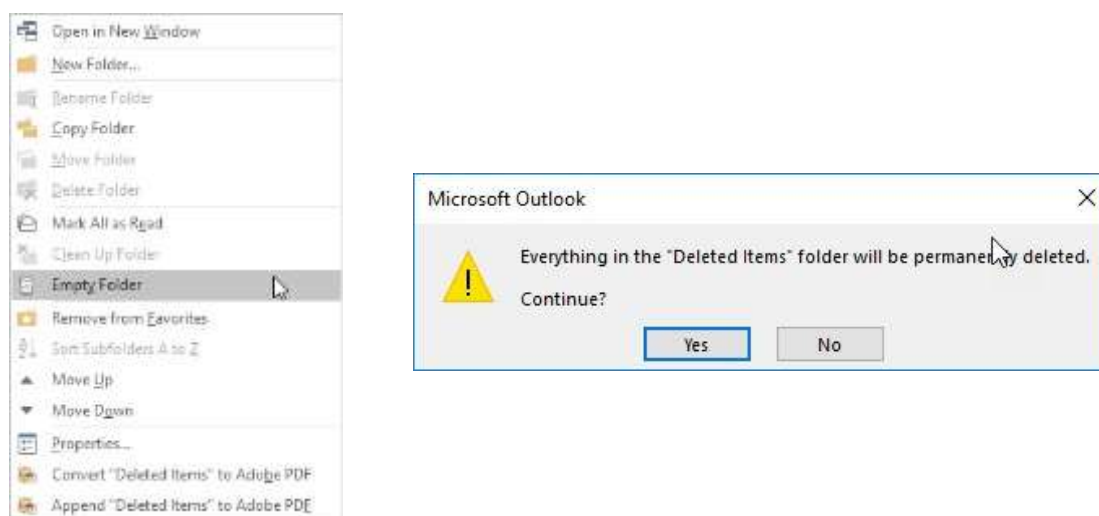 Open in New Window
New Folder...
Rename Folder
Copy Folder
Move Folder
Delete Folder
Mark All as Read
Clean Up Folder
Empty Folder
Remove from Favorites
Sort Subfolders A to Z
Move Up
Move Down
Properties...
Convert "Deleted Items" to Adobe PDF
Append "Deleted Items" to Adobe PDF
Microsoft Outlook
Everything in the "Deleted Items" folder will be permanently deleted.
Continue?
Yes
No